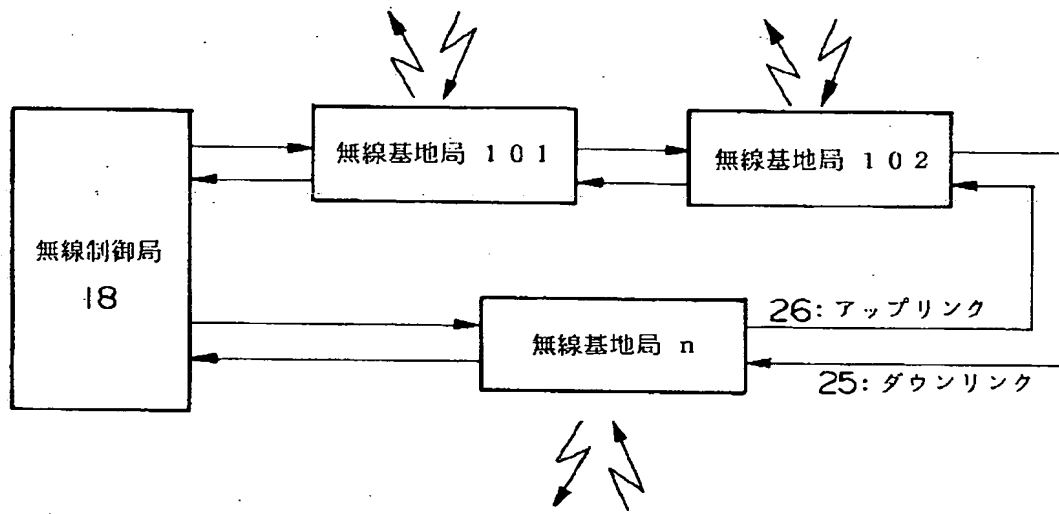 無線基地局 101
無線基地局 102
無線制御局
18
26:アップリンク
無線基地局 n
25:ダウンリンク